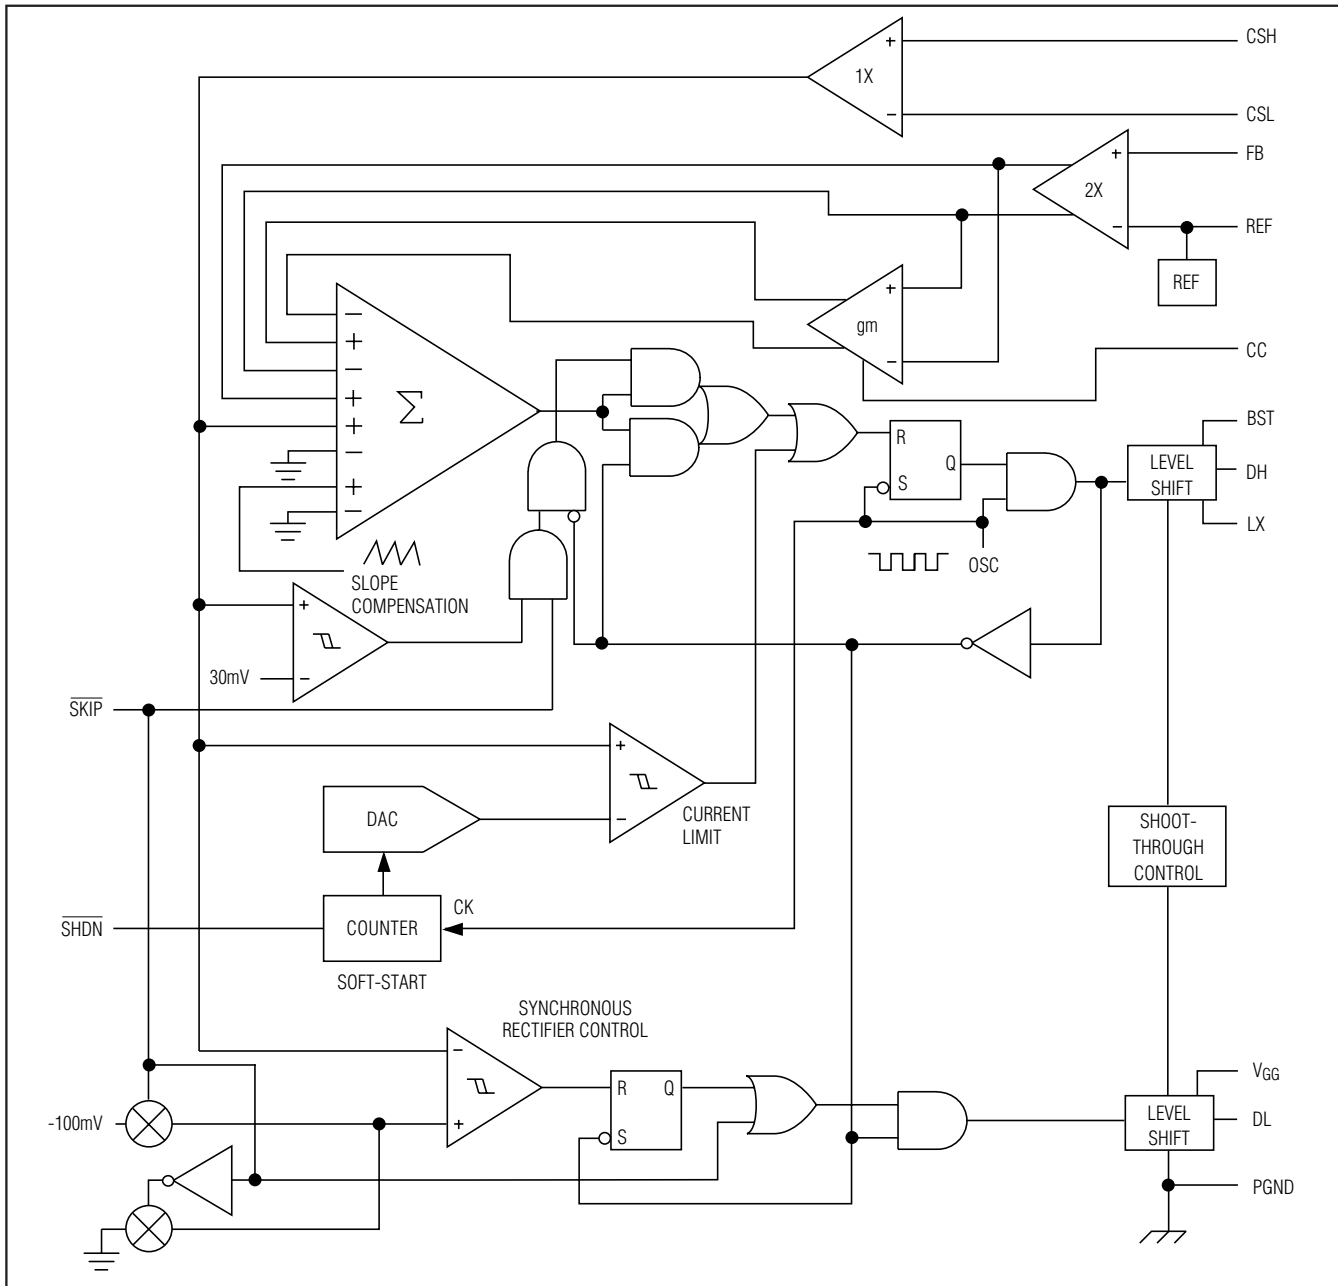 CSH
+
1X
−
CSL
FB
+
2X
−
REF
REF
+
gm
−
CC
−
+
−
+
+
−
+
−
Σ
BST
R
Q
S
LEVEL
SHIFT
DH
LX
OSC
SLOPE
COMPENSATION
+
30mV
−
SKIP
+
−
CURRENT
LIMIT
DAC
SHOOT-
THROUGH
CONTROL
CK
SHDN
COUNTER
SOFT-START
SYNCHRONOUS
RECTIFIER CONTROL
−
+
-100mV
R
Q
S
VGG
LEVEL
SHIFT
DL
PGND